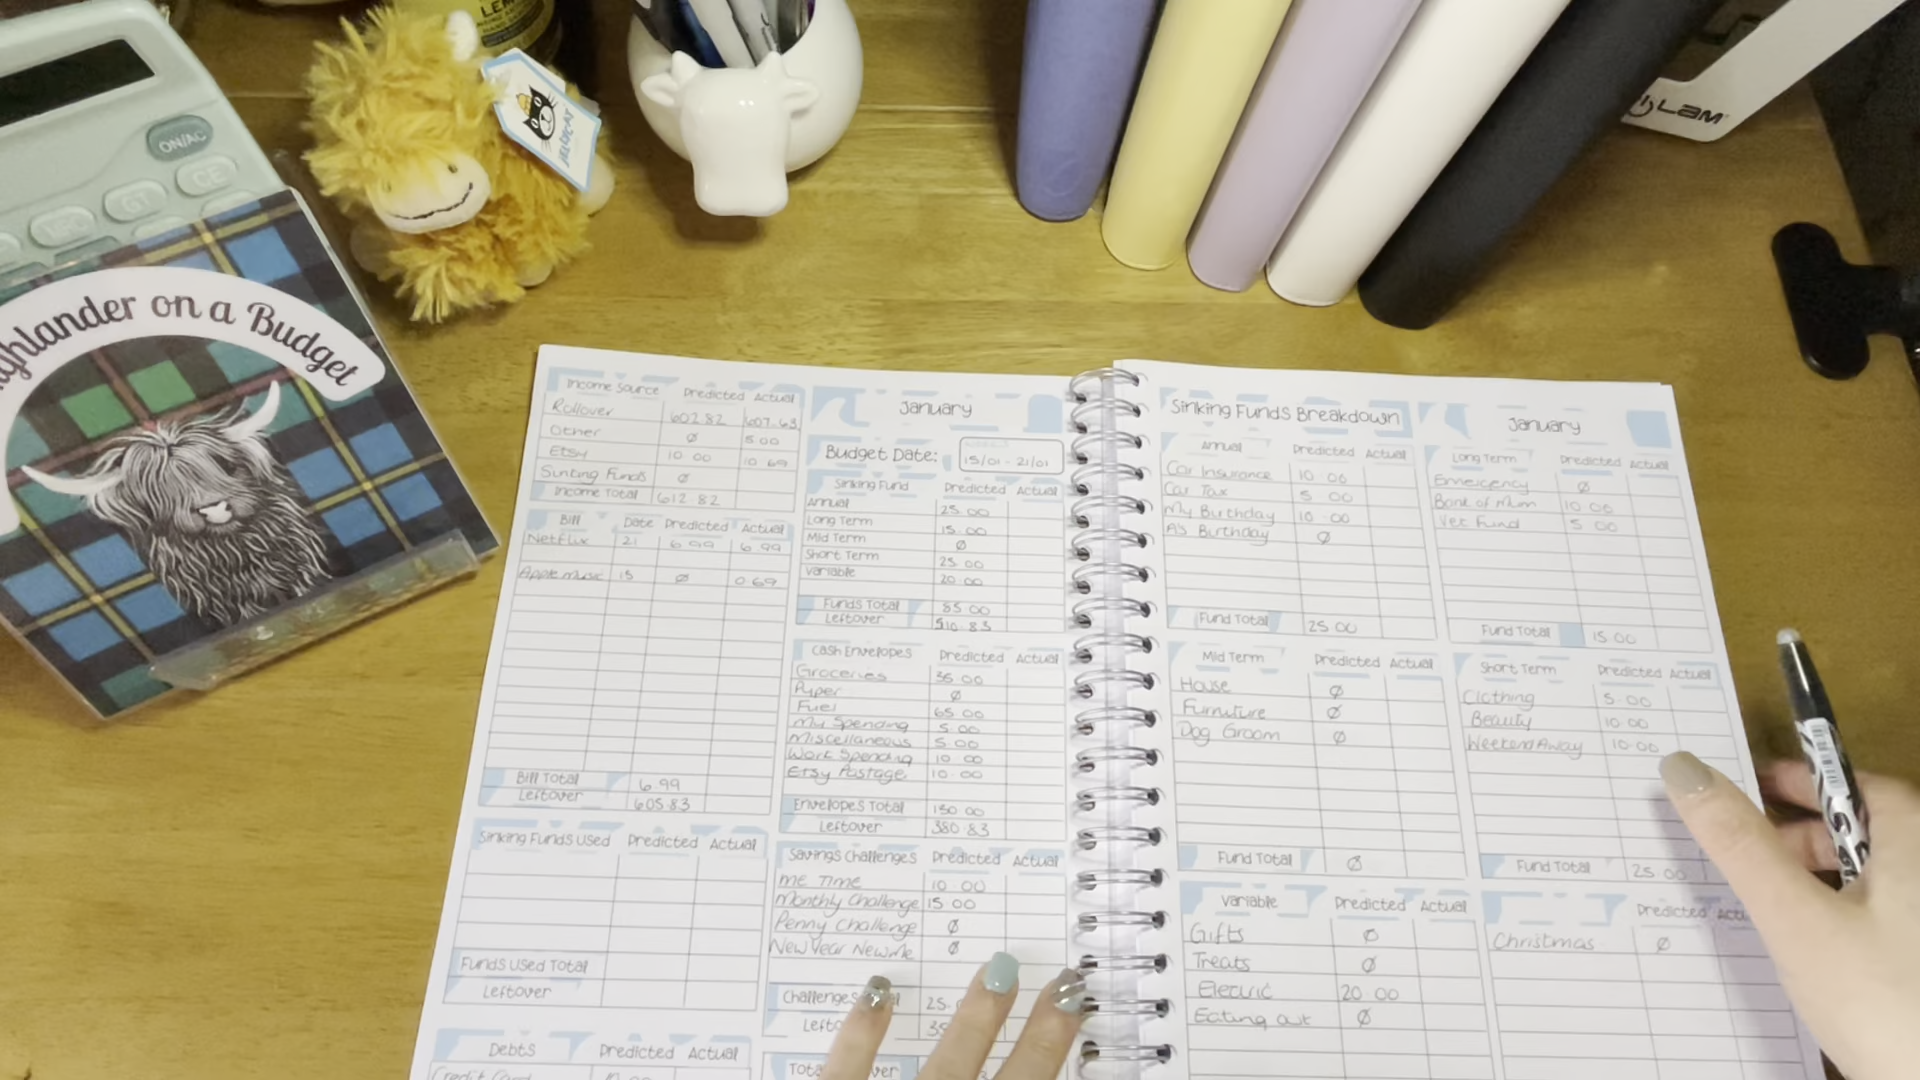 LEM
JELLYCAT
ON/AC
CE
GT
LAM
Highlander on a Budget
Income Source Predicted Actual
Rollover 602.82 607.63
Other ∅ 5.00
Etsy 10.00 10.69
Sinking Funds ∅
Income Total 612.82
Bill Date Predicted Actual
Netflix 21 6.99 6.99
Apple music 15 ∅ 0.69
Bill Total 6.99
Leftover 605.83
Sinking Funds Used Predicted Actual
Funds Used Total
Leftover
Debts Predicted Actual
Credit Card
January
Budget Date: 15/01 - 21/01
Sinking Fund Predicted Actual
Annual 25.00
Long Term 15.00
Mid Term ∅
Short Term 25.00
Variable 20.00
Funds Total 85.00
Leftover 510.83
Cash Envelopes Predicted Actual
Groceries 35.00
Piper ∅
Fuel 65.00
My Spending 5.00
Miscellaneous 5.00
Work Spending 10.00
Etsy Postage 10.00
Envelopes Total 130.00
Leftover 380.83
Savings Challenges Predicted Actual
Me Time 10.00
Monthly Challenge 15.00
Penny Challenge ∅
New Year New Me ∅
Challenges
Sinking Funds Breakdown
January
Annual Predicted Actual
Car Insurance 10.00
Car Tax 5.00
My Birthday 10.00
A's Birthday ∅
Fund Total 25.00
Long Term Predicted Actual
Emergency ∅
Bank of Mum 10.00
Vet Fund 5.00
Fund Total 15.00
Mid Term Predicted Actual
House ∅
Furniture ∅
Dog Groom ∅
Fund Total ∅
Short Term Predicted Actual
Clothing 5.00
Beauty 10.00
Weekend Away 10.00
Fund Total 25.00
Variable Predicted Actual
Gifts ∅
Treats ∅
Electric 20.00
Eating out ∅
Predicted
Christmas ∅